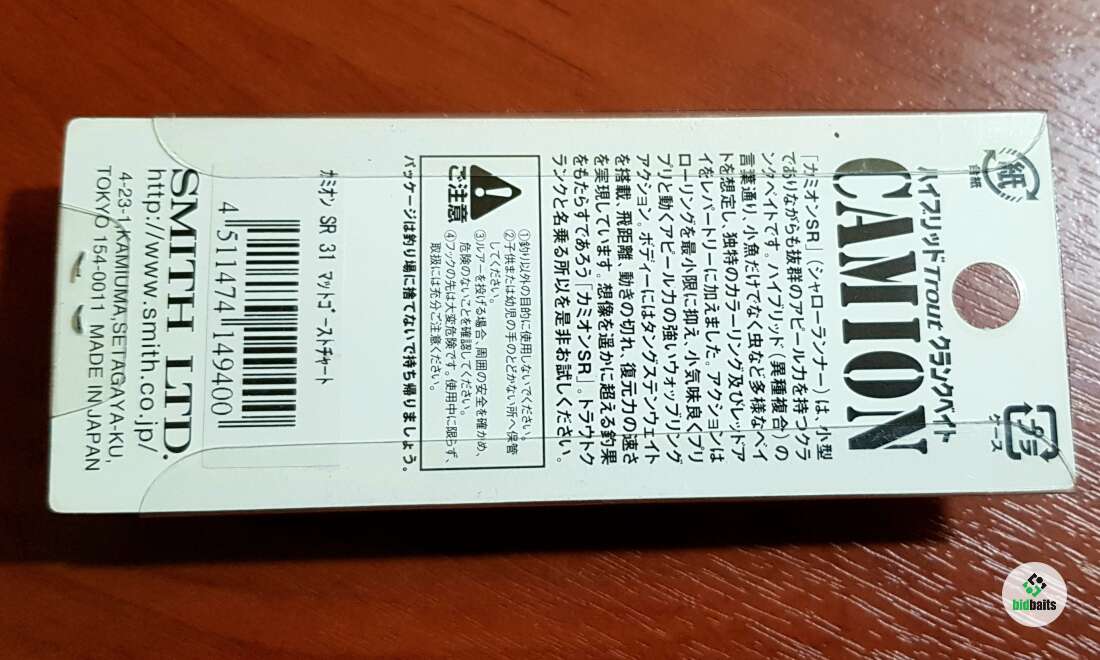 紙
台紙
プラ
ケース
ハイブリッドTroutクランクベイト
CAMION
「カミオンSR」(シャローランナー)は、小型
でありながらも抜群のアピール力を持つクラ
ンクベイトです。ハイブリッド(異種複合)の
言葉通り、小魚だけでなく虫など多様なベイ
トを想定し、独特のカラーリング及びレッドア
イをレパートリーに加えました。アクションは
ローリングを最小限に抑え、小気味良くプリ
プリと動くアピール力の強いウォップリング
アクション。ボディーにはタングステンウェイト
を搭載、飛距離、動きの切れ、復元力の速さ
を実現しています。想像を遥かに超える釣果
をもたらすであろう「カミオンSR」。トラウトク
ランクと名乗る所以を是非お試しください。
ご注意
①釣り以外の目的に使用しないでください。
②子供または幼児の手のとどかない所へ保管
してください。
③ルアーを投げる場合、周囲の安全を確かめ、
危険のないことを確認してください。
④フックの先は大変危険です。使用中に限らず、
取扱には充分ご注意ください。
パッケージは釣り場に捨てないで持ち帰りましょう。
カミオン SR 31 マットゴーストチャート
4 511474 149400
SMITH LTD.
http://www.smith.co.jp/
4-23-1,KAMIUMA,SETAGAYA-KU,
TOKYO 154-0011 MADE IN JAPAN
bidbaits